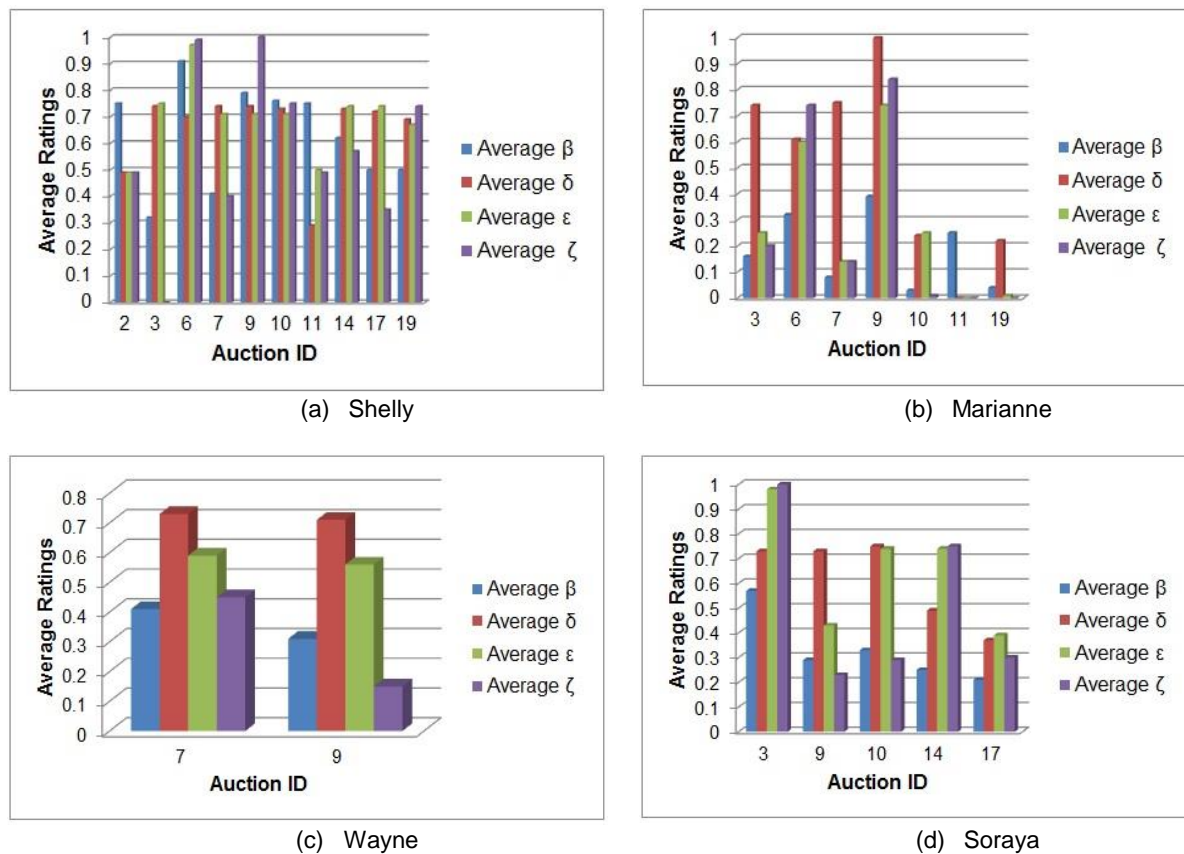 1
0.9
0.8
0.7
0.6
0.5
0.4
0.3
0.2
0.1
0
Average Ratings
2 3 6 7 9 10 11 14 17 19
Auction ID
Average β
Average δ
Average ε
Average ζ
(a) Shelly
1
0.9
0.8
0.7
0.6
0.5
0.4
0.3
0.2
0.1
0
Average Ratings
3 6 7 9 10 11 19
Auction ID
Average β
Average δ
Average ε
Average ζ
(b) Marianne
0.8
0.7
0.6
0.5
0.4
0.3
0.2
0.1
0
Average Ratings
7 9
Auction ID
Average β
Average δ
Average ε
Average ζ
(c) Wayne
1
0.9
0.8
0.7
0.6
0.5
0.4
0.3
0.2
0.1
0
Average Ratings
3 9 10 14 17
Auction ID
Average β
Average δ
Average ε
Average ζ
(d) Soraya